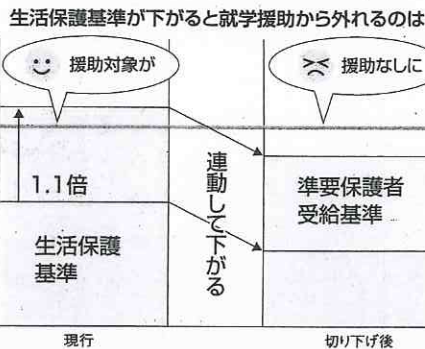 生活保護基準が下がると就学援助から外れるのは
援助対象が
援助なしに
1.1倍
生活保護
基準
連動して下がる
準要保護者
受給基準
現行
切り下げ後